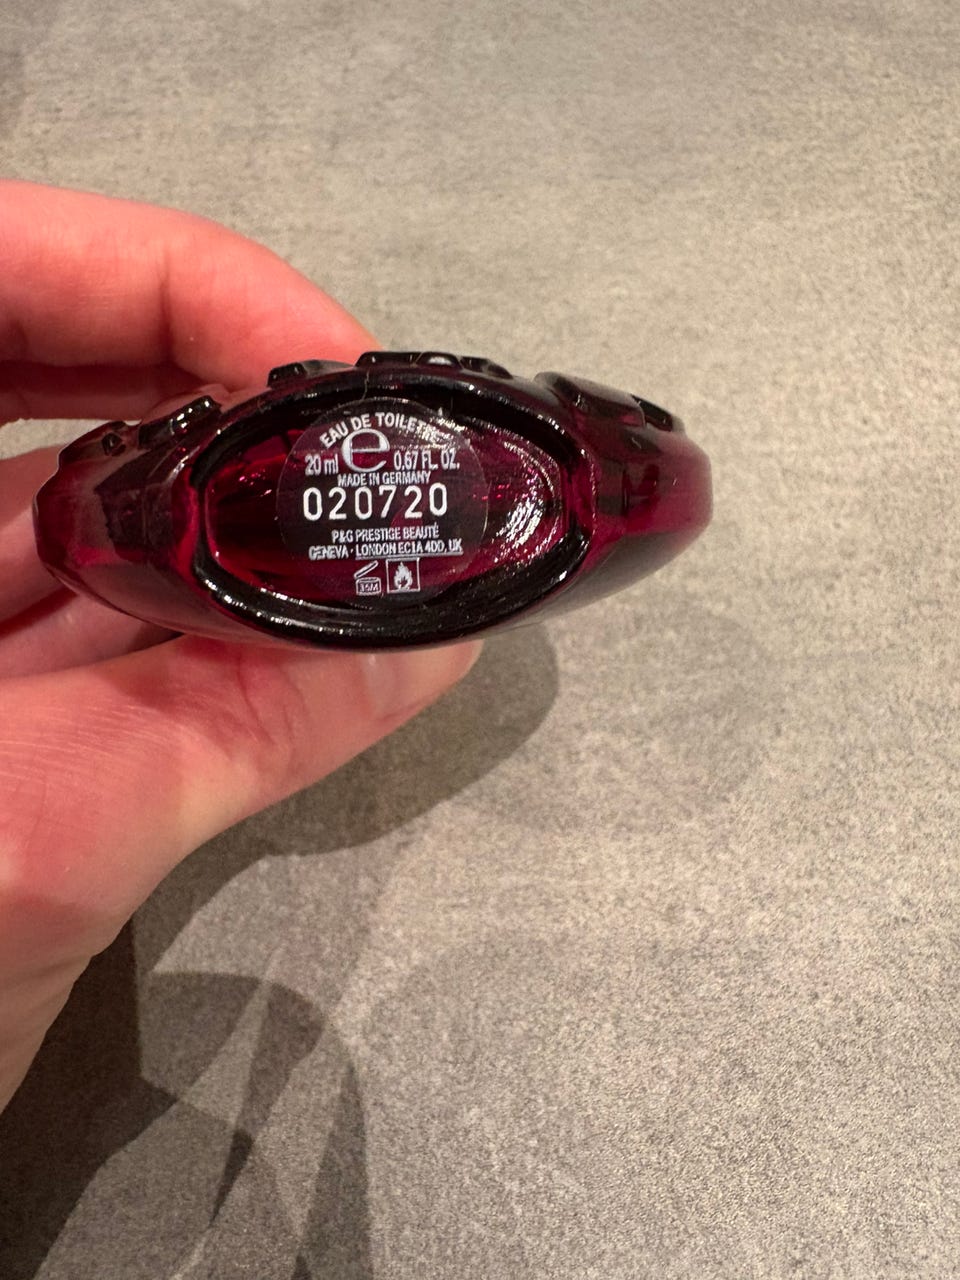 EAU DE TOILETTE
20 ml e 0.67 FL. OZ.
MADE IN GERMANY
020720
P&G PRESTIGE BEAUTÉ
GENEVA · LONDON EC1A 4DD, UK
35M